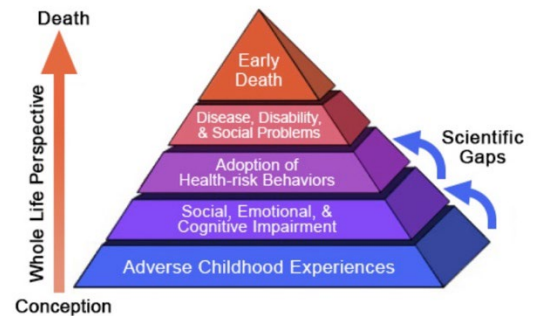 Death
Whole Life Perspective
Conception
Early
Death
Disease, Disability,
& Social Problems
Adoption of
Health-risk Behaviors
Social, Emotional, &
Cognitive Impairment
Adverse Childhood Experiences
Scientific
Gaps